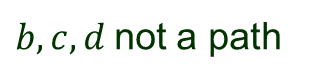 b, c, d not a path